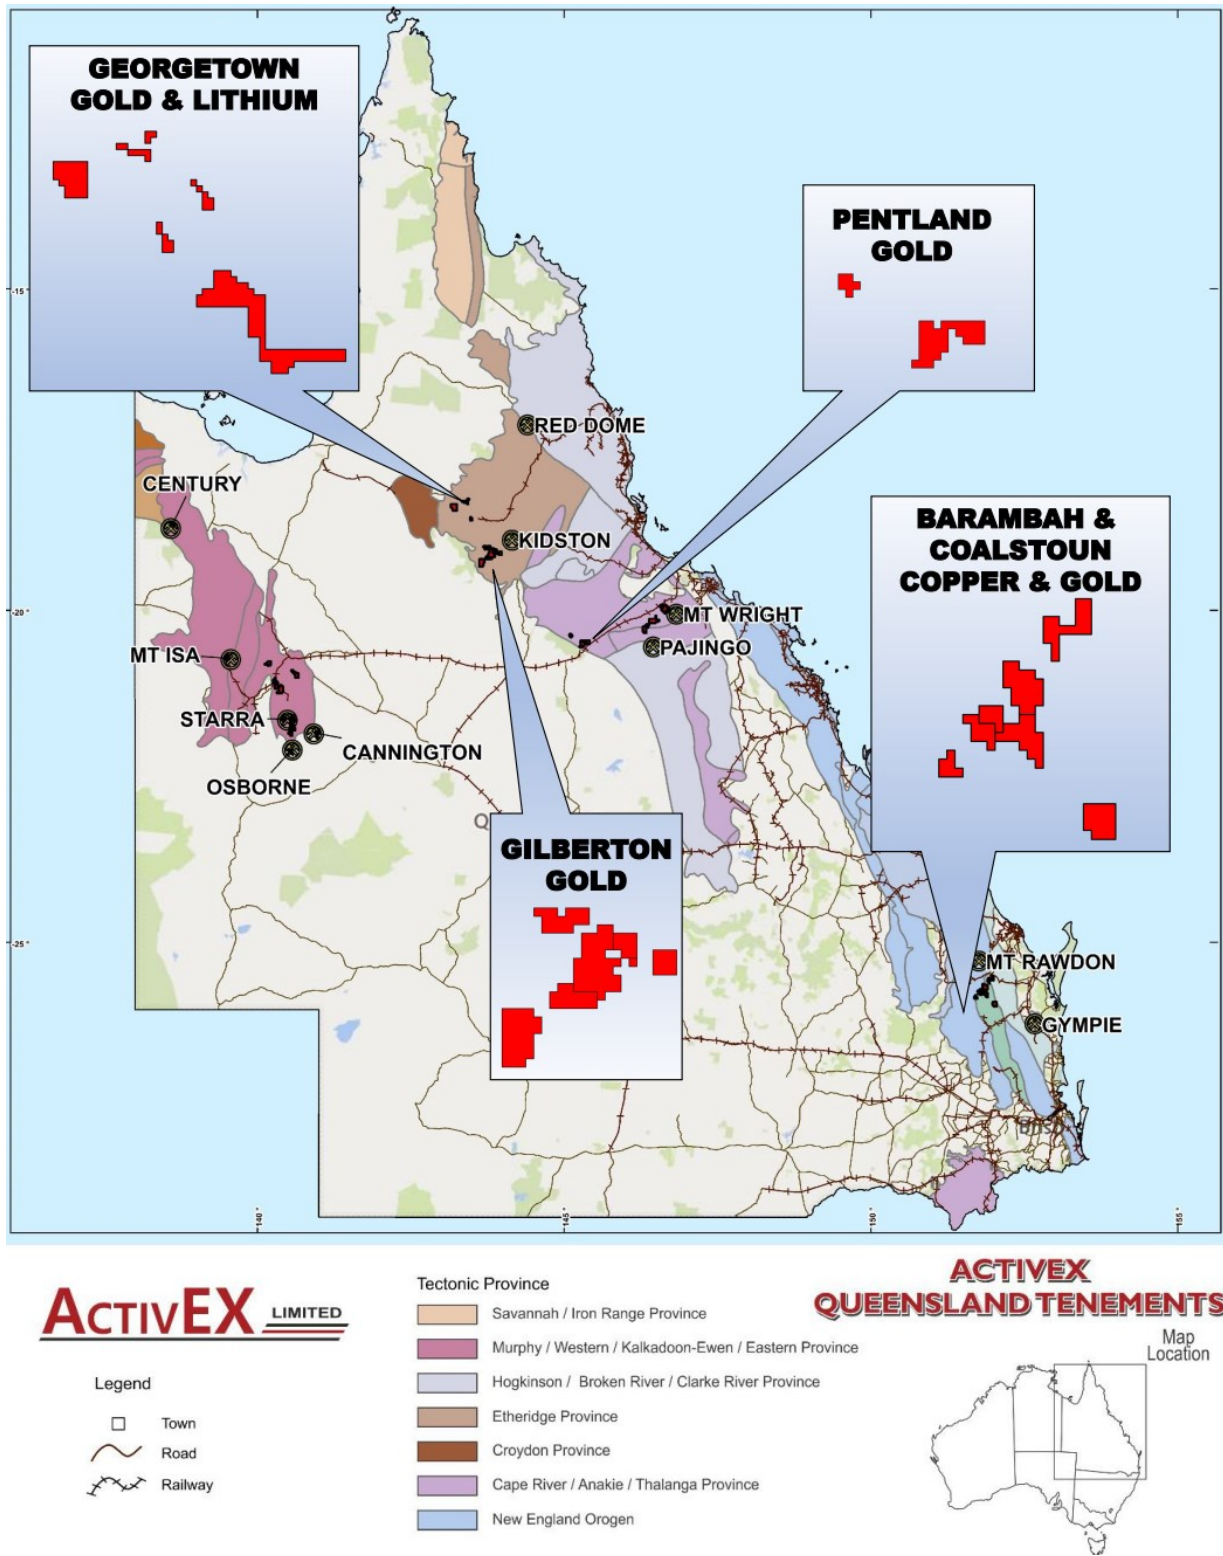 GEORGETOWN
GOLD & LITHIUM
PENTLAND
GOLD
-15°
RED DOME
CENTURY
BARAMBAH &
COALSTOUN
COPPER & GOLD
KIDSTON
-20°
MT WRIGHT
PAJINGO
MT ISA
STARRA
CANNINGTON
OSBORNE
GILBERTON
GOLD
-25°
MT RAWDON
GYMPIE
140°
145°
150°
155°
ACTIVEX LIMITED
Legend
Town
Road
Railway
Tectonic Province
Savannah / Iron Range Province
Murphy / Western / Kalkadoon-Ewen / Eastern Province
Hogkinson / Broken River / Clarke River Province
Etheridge Province
Croydon Province
Cape River / Anakie / Thalanga Province
New England Orogen
ACTIVEX
QUEENSLAND TENEMENTS
Map
Location